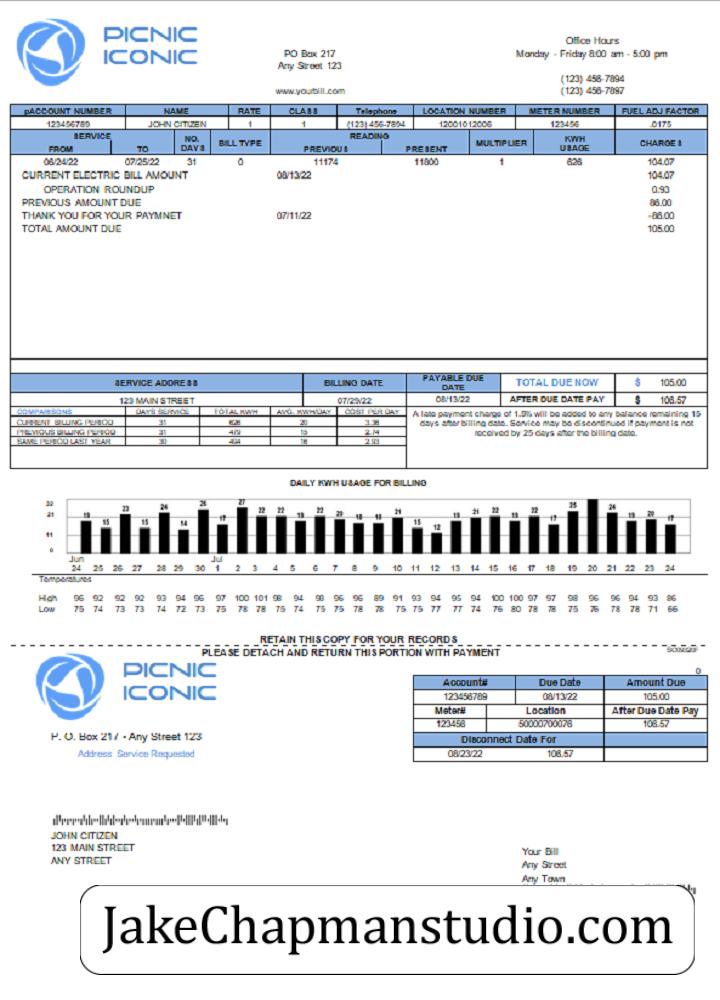 PICNIC
ICONIC
PO Box 217
Any Street 123
www.yourbill.com
Office Hours
Monday - Friday 8:00 am - 5:00 pm
(123) 456-7894
(123) 456-7897
pACCOUNT NUMBER NAME RATE CLASS Telephone LOCATION NUMBER METER NUMBER FUEL ADJ FACTOR
123456789 JOHN CITIZEN 1 1 (123) 456-7894 12001012006 123456 .0175
SERVICE NO. DAYS BILL TYPE READING MULTIPLIER KWH USAGE CHARGES
FROM TO PREVIOUS PRESENT
06/24/22 07/25/22 31 0 11174 11800 1 626 104.07
CURRENT ELECTRIC BILL AMOUNT 08/13/22 104.07
OPERATION ROUNDUP 0.93
PREVIOUS AMOUNT DUE 86.00
THANK YOU FOR YOUR PAYMNET 07/11/22 -86.00
TOTAL AMOUNT DUE 105.00
SERVICE ADDRESS BILLING DATE PAYABLE DUE DATE TOTAL DUE NOW $ 105.00
123 MAIN STREET 07/29/22 08/13/22 AFTER DUE DATE PAY $ 106.57
COMPARISONS DAYS SERVICE TOTAL KWH AVG. KWH/DAY COST PER DAY
CURRENT BILLING PERIOD 31 626 20 3.36
PREVIOUS BILLING PERIOD 31 479 15 2.74
SAME PERIOD LAST YEAR 30 494 16 2.93
A late payment charge of 1.5% will be added to any balance remaining 15
days after billing date. Service may be discontinued if payment is not
received by 25 days after the billing date.
DAILY KWH USAGE FOR BILLING
19 15 23 15 24 14 26 17 27 22 22 19 22 20 18 18 21 15 12 19 21 22 19 22 17 25 22 19 20 17
21
11
0
Jun Jul
24 25 26 27 28 29 30 1 2 3 4 5 6 7 8 9 10 11 12 13 14 15 16 17 18 19 20 21 22 23 24
Temperatures
High 96 92 92 92 93 94 96 97 100 101 98 94 98 96 96 89 91 93 94 95 94 100 100 97 97 98 96 96 94 93 86
Low 75 74 73 73 74 72 73 75 78 78 75 74 75 78 78 75 75 77 77 74 76 80 78 78 75 76 78 78 78 71 66
RETAIN THIS COPY FOR YOUR RECORDS
PLEASE DETACH AND RETURN THIS PORTION WITH PAYMENT
0
PICNIC
ICONIC
P. O. Box 217 - Any Street 123
Address Service Requested
Account# Due Date Amount Due
123456789 08/13/22 105.00
Meter# Location After Due Date Pay
123456 50000700076 106.57
Disconnect Date For
08/23/22 106.57
JOHN CITIZEN
123 MAIN STREET
ANY STREET
Your Bill
Any Street
Any Town
JakeChapmanstudio.com